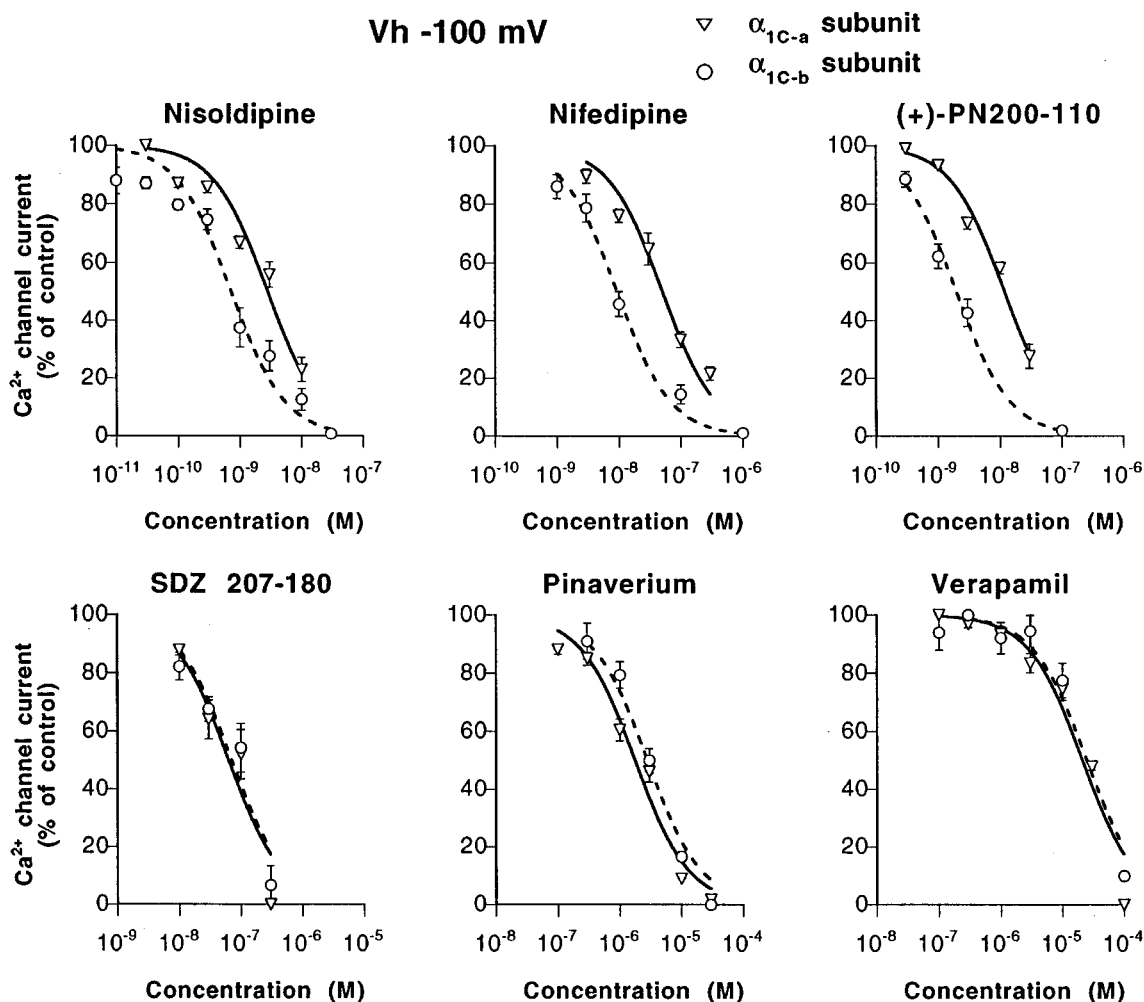 Vh -100 mV
α1C-a subunit
α1C-b subunit
Nisoldipine
Nifedipine
(+)-PN200-110
Ca2+ channel current
(% of control)
100
80
60
40
20
0
10-11 10-10 10-9 10-8 10-7
Concentration (M)
100
80
60
40
20
0
10-10 10-9 10-8 10-7 10-6
Concentration (M)
100
80
60
40
20
0
10-10 10-9 10-8 10-7 10-6
Concentration (M)
SDZ 207-180
Pinaverium
Verapamil
Ca2+ channel current
(% of control)
100
80
60
40
20
0
10-9 10-8 10-7 10-6 10-5
Concentration (M)
100
80
60
40
20
0
10-8 10-7 10-6 10-5 10-4
Concentration (M)
100
80
60
40
20
0
10-8 10-7 10-6 10-5 10-4
Concentration (M)